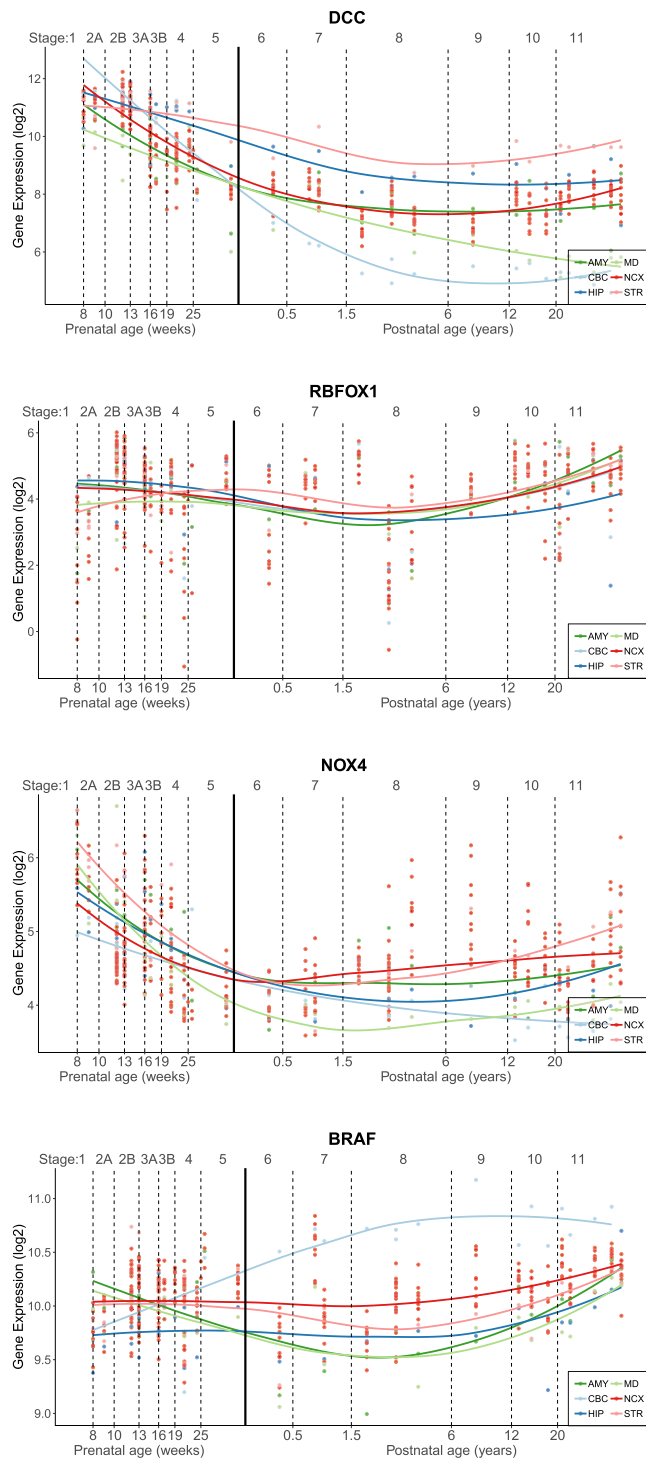 DCC
Stage:1 2A 2B 3A 3B 4 5 6 7 8 9 10 11
Gene Expression (log2)
12
10
8
6
AMY MD
CBC NCX
HIP STR
8 10 13 16 19 25 0.5 1.5 6 12 20
Prenatal age (weeks) Postnatal age (years)
RBFOX1
Stage:1 2A 2B 3A 3B 4 5 6 7 8 9 10 11
Gene Expression (log2)
6
4
2
0
AMY MD
CBC NCX
HIP STR
8 10 13 16 19 25 0.5 1.5 6 12 20
Prenatal age (weeks) Postnatal age (years)
NOX4
Stage:1 2A 2B 3A 3B 4 5 6 7 8 9 10 11
Gene Expression (log2)
6
5
4
AMY MD
CBC NCX
HIP STR
8 10 13 16 19 25 0.5 1.5 6 12 20
Prenatal age (weeks) Postnatal age (years)
BRAF
Stage:1 2A 2B 3A 3B 4 5 6 7 8 9 10 11
Gene Expression (log2)
11.0
10.5
10.0
9.5
9.0
AMY MD
CBC NCX
HIP STR
8 10 13 16 19 25 0.5 1.5 6 12 20
Prenatal age (weeks) Postnatal age (years)